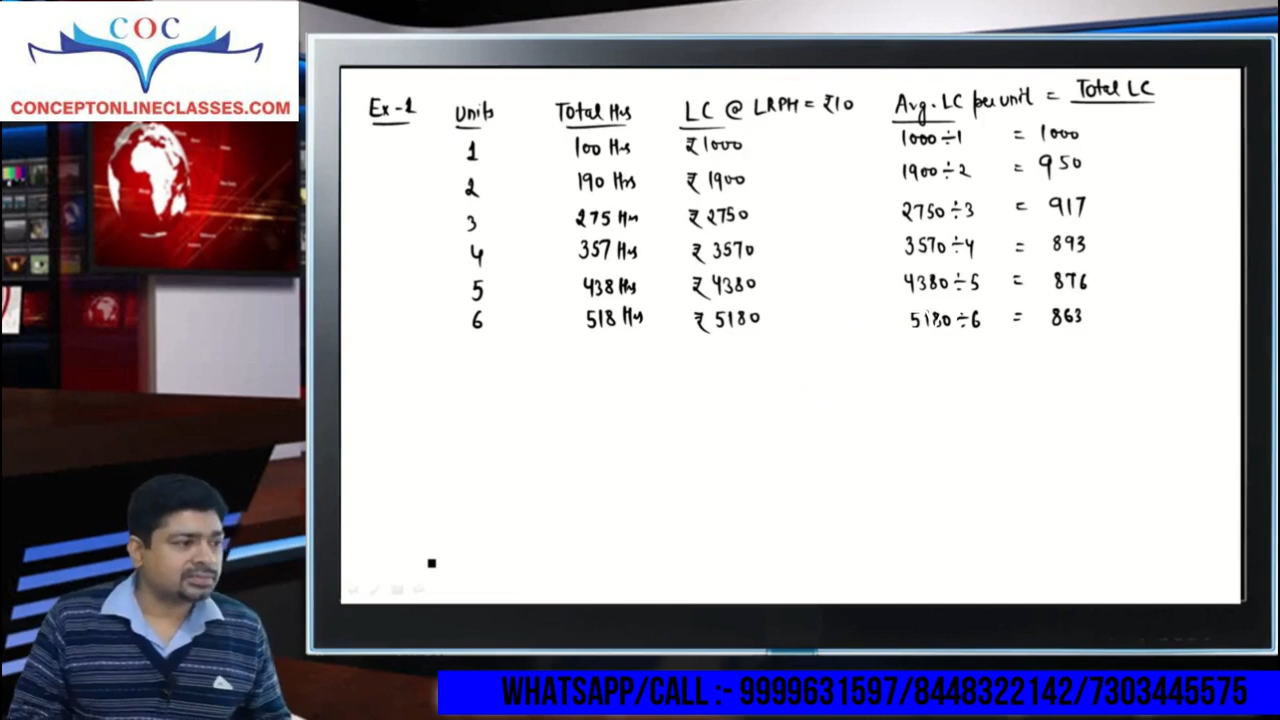 COC
CONCEPTONLINECLASSES.COM
Ex-1 Units Total Hrs LC @ LRPH = ₹10 Avg. LC per unit = Total LC
1 100 Hrs ₹ 1000 1000 ÷ 1 = 1000
2 190 Hrs ₹ 1900 1900 ÷ 2 = 950
3 275 Hrs ₹ 2750 2750 ÷ 3 = 917
4 357 Hrs ₹ 3570 3570 ÷ 4 = 893
5 438 Hrs ₹ 4380 4380 ÷ 5 = 876
6 518 Hrs ₹ 5180 5180 ÷ 6 = 863
WHATSAPP/CALL :- 9999631597/8448322142/7303445575